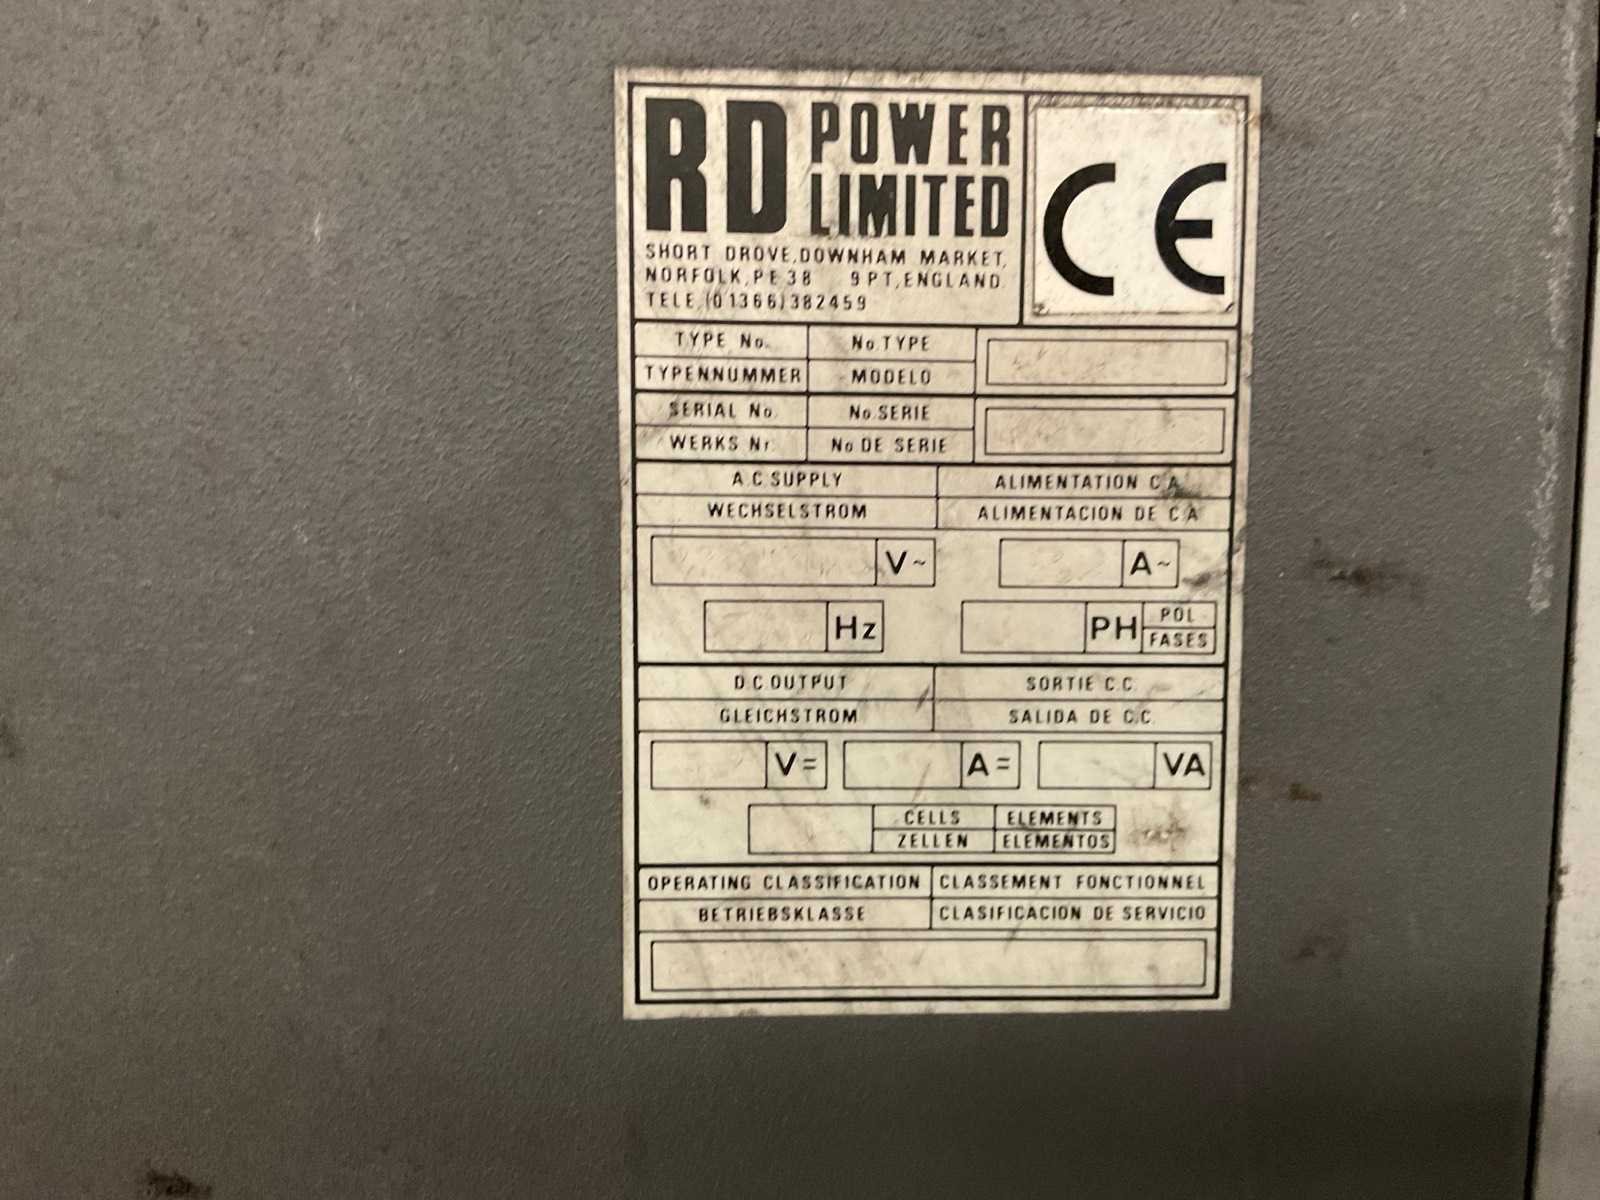 RD POWER LIMITED
SHORT DROVE, DOWNHAM MARKET,
NORFOLK, PE38 9PT, ENGLAND.
TELE, (01366) 382459
CE
TYPE No. No. TYPE
TYPENNUMMER MODELO
SERIAL No. No. SERIE
WERKS Nr. No DE SERIE
A.C. SUPPLY ALIMENTATION C.A.
WECHSELSTROM ALIMENTACION DE C.A
V~ A~
Hz PH POL FASES
D.C. OUTPUT SORTIE C.C.
GLEICHSTROM SALIDA DE C.C.
V= A= VA
CELLS ELEMENTS
ZELLEN ELEMENTOS
OPERATING CLASSIFICATION CLASSEMENT FONCTIONNEL
BETRIEBSKLASSE CLASIFICACION DE SERVICIO